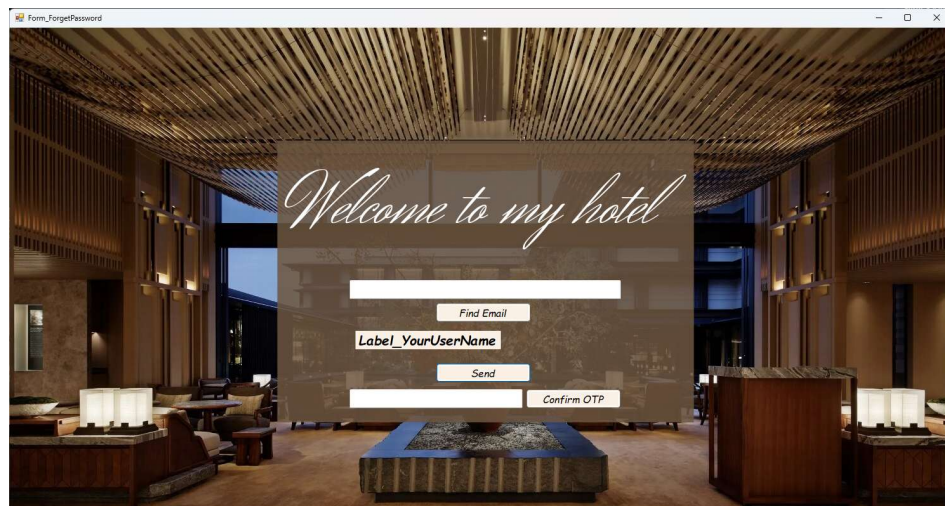 Form_ForgetPassword
Welcome to my hotel
Find Email
Label_YourUserName
Send
Confirm OTP